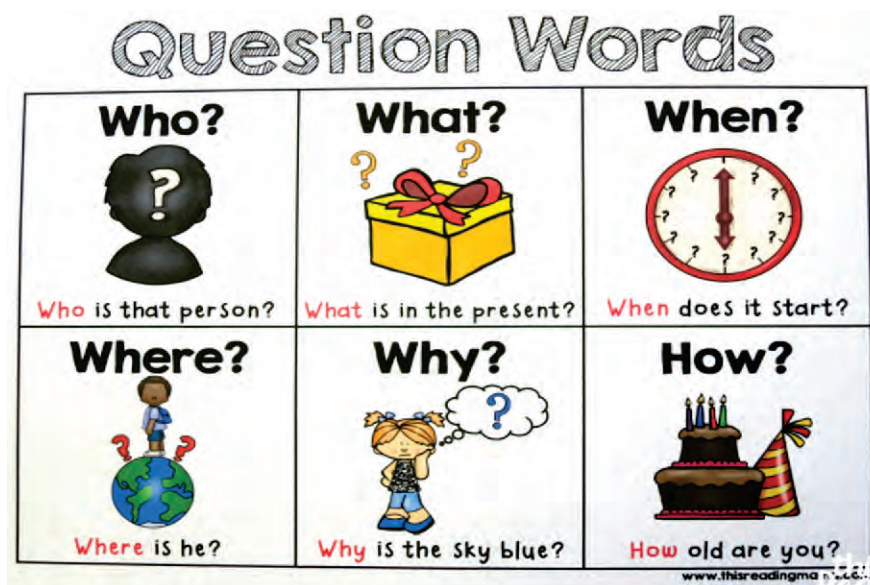 Question Words
Who? What? When?
?
? ?
? ? ? ? ? ? ? ? ? ? ?
Who is that person? What is in the present? When does it start?
Where? Why? How?
? ?
?
Where is he? Why is the sky blue? How old are you?